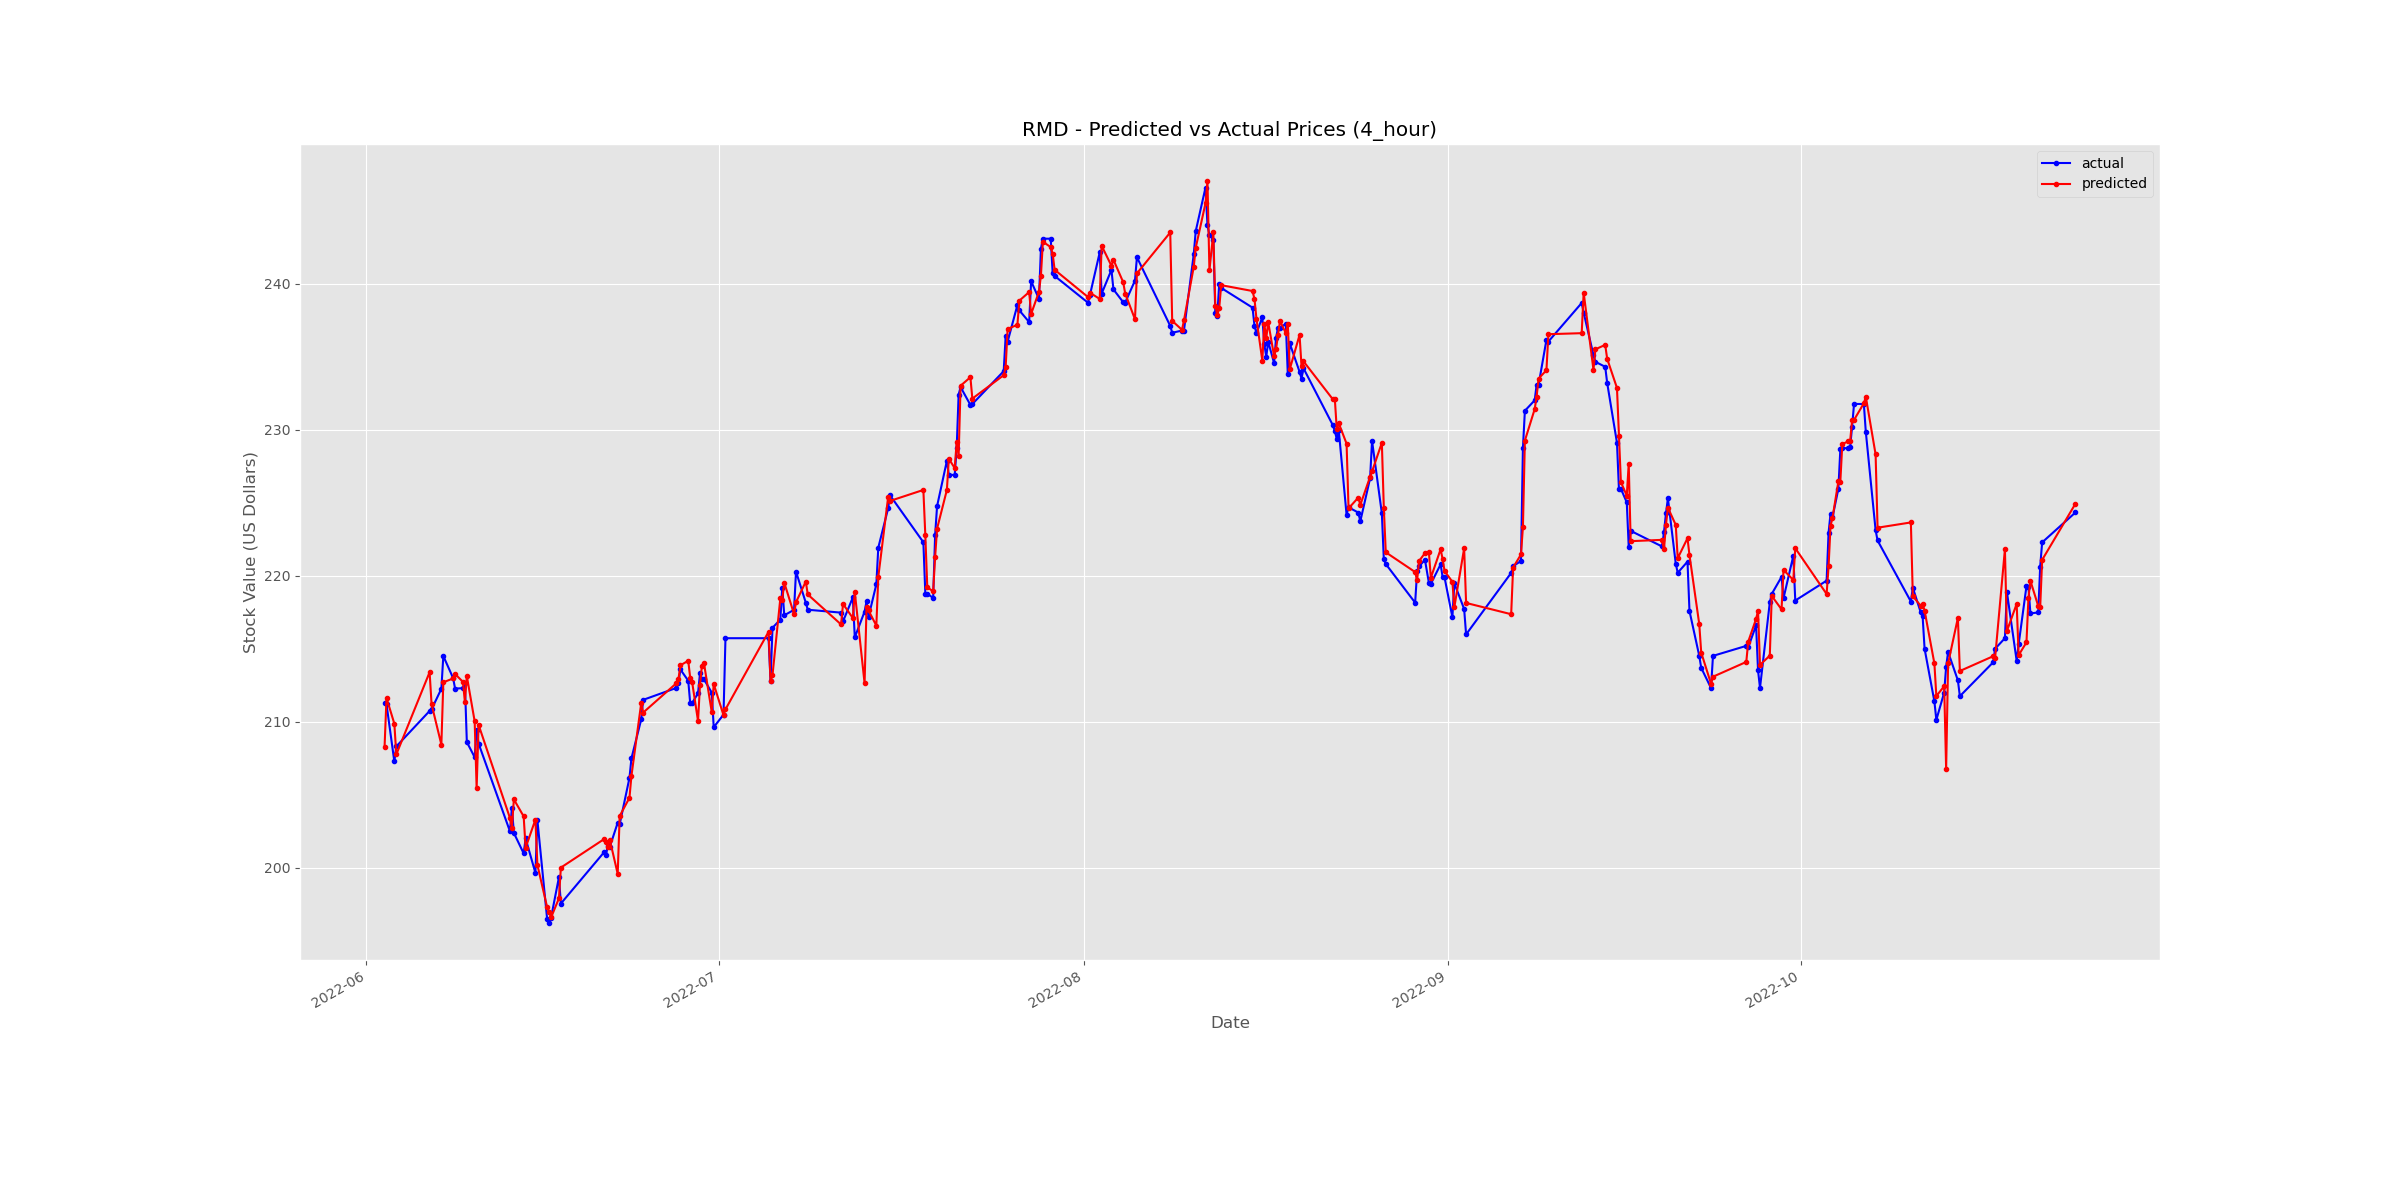 RMD - Predicted vs Actual Prices (4_hour)
actual
predicted
Stock Value (US Dollars)
240
230
220
210
200
2022-06
2022-07
2022-08
2022-09
2022-10
Date